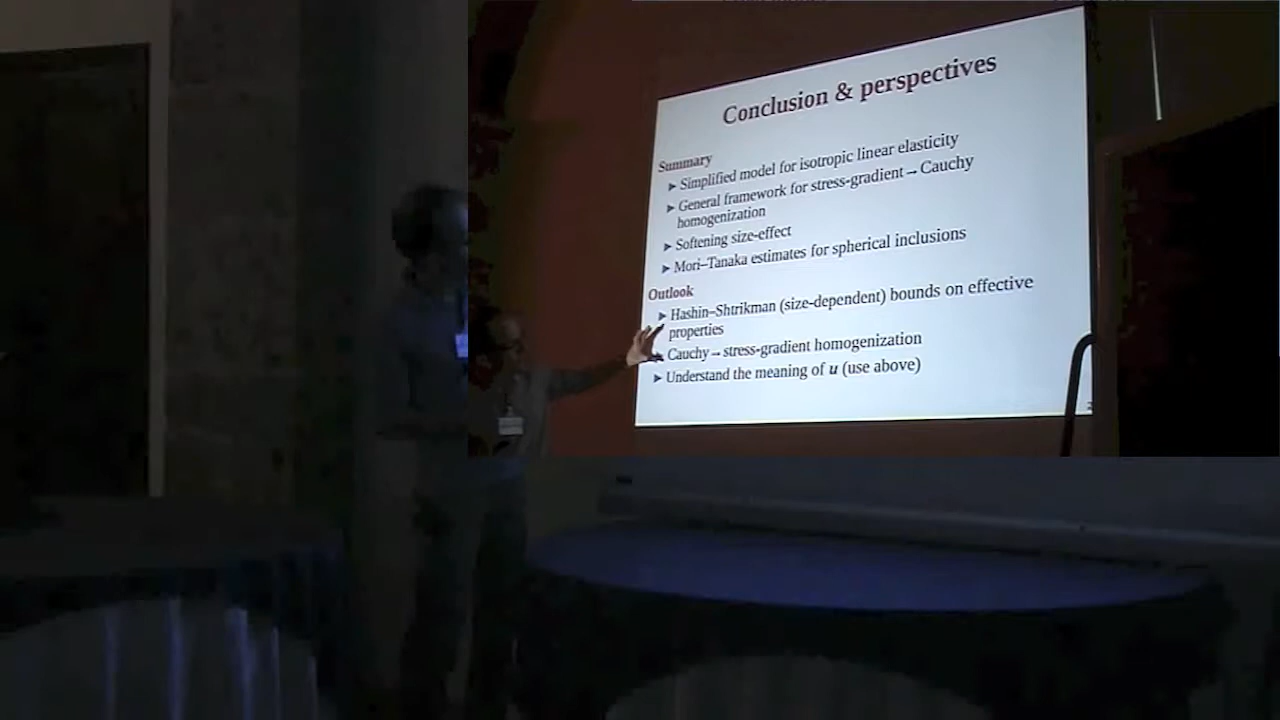 Conclusion & perspectives
Summary
➤ Simplified model for isotropic linear elasticity
➤ General framework for stress-gradient → Cauchy
homogenization
➤ Softening size-effect
➤ Mori–Tanaka estimates for spherical inclusions
Outlook
➤ Hashin–Shtrikman (size-dependent) bounds on effective
properties
➤ Cauchy → stress-gradient homogenization
➤ Understand the meaning of u (use above)